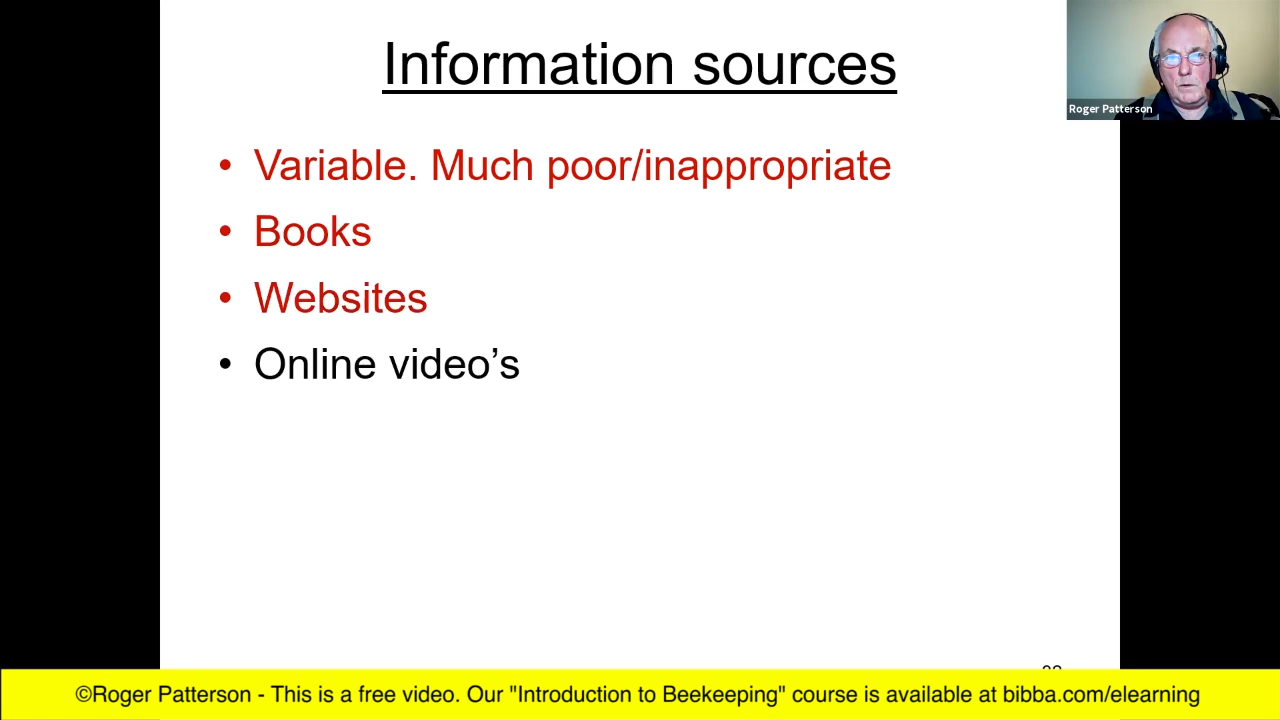 Information sources
Roger Patterson
• Variable. Much poor/inappropriate
• Books
• Websites
• Online video’s
©Roger Patterson - This is a free video. Our "Introduction to Beekeeping" course is available at bibba.com/elearning